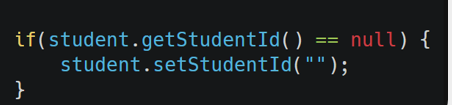 if(student.getStudentId() == null) {
    student.setStudentId("");
}